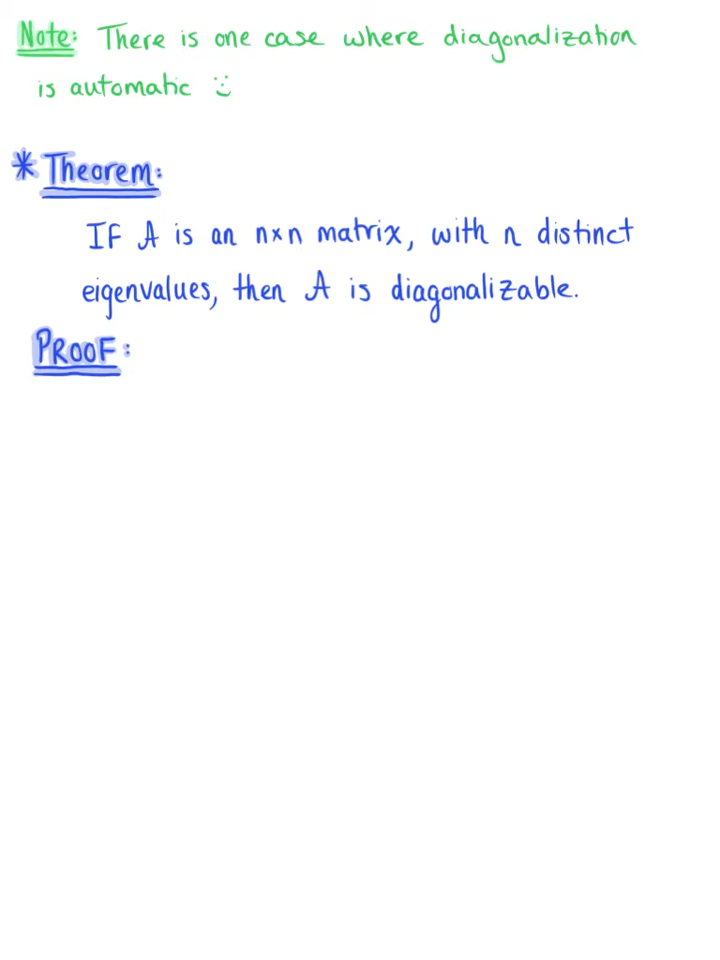 Note: There is one case where diagonalization
is automatic :)
* Theorem:
If A is an n×n matrix, with n distinct
eigenvalues, then A is diagonalizable.
PROOF: